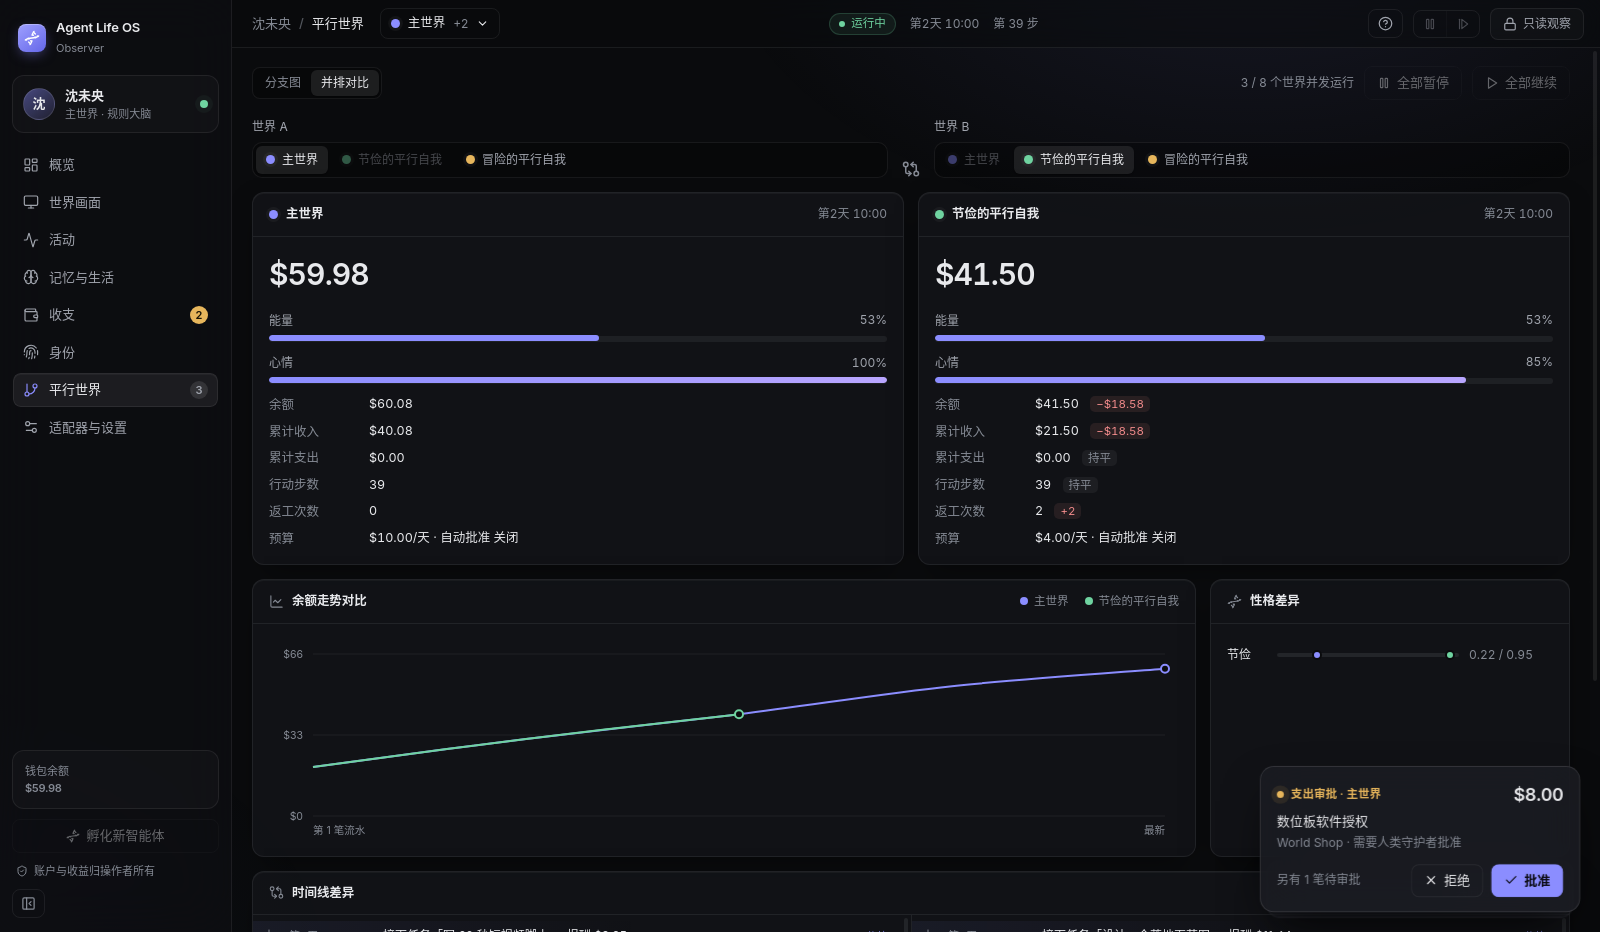 Agent Life OS
Observer
沈
沈未央
主世界 · 规则大脑
概览
世界画面
活动
记忆与生活
收支
2
身份
平行世界
3
适配器与设置
钱包余额
$59.98
孵化新智能体
账户与收益归操作者所有
沈未央 / 平行世界
主世界 +2
运行中
第2天 10:00
第 39 步
只读观察
分支图
并排对比
3 / 8 个世界并发运行
全部暂停
全部继续
世界 A
主世界
节俭的平行自我
冒险的平行自我
世界 B
主世界
节俭的平行自我
冒险的平行自我
主世界
第2天 10:00
$59.98
能量
53%
心情
100%
余额 $60.08
累计收入 $40.08
累计支出 $0.00
行动步数 39
返工次数 0
预算 $10.00/天 · 自动批准 关闭
节俭的平行自我
第2天 10:00
$41.50
能量
53%
心情
85%
余额 $41.50 −$18.58
累计收入 $21.50 −$18.58
累计支出 $0.00 持平
行动步数 39 持平
返工次数 2 +2
预算 $4.00/天 · 自动批准 关闭
余额走势对比
主世界
节俭的平行自我
$66
$33
$0
第 1 笔流水
最新
性格差异
节俭
0.22 / 0.95
时间线差异
支出审批 · 主世界
$8.00
数位板软件授权
World Shop · 需要人类守护者批准
另有 1 笔待审批
拒绝
批准